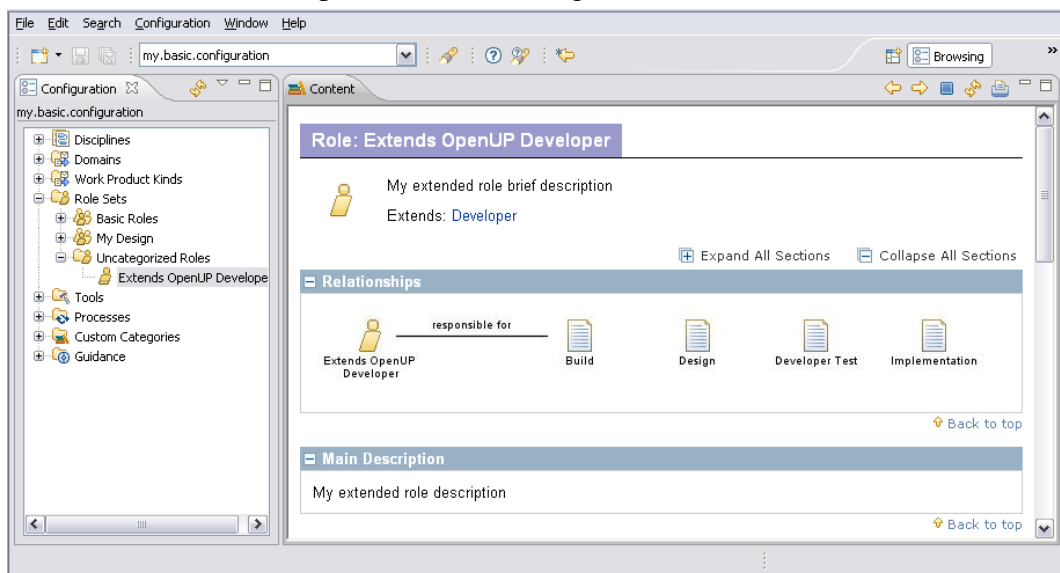 File Edit Search Configuration Window Help
my.basic.configuration
Browsing
»
Configuration
Content
my.basic.configuration
Disciplines
Domains
Work Product Kinds
Role Sets
Basic Roles
My Design
Uncategorized Roles
Extends OpenUP Develope
Tools
Processes
Custom Categories
Guidance
Role: Extends OpenUP Developer
My extended role brief description
Extends: Developer
Expand All Sections Collapse All Sections
Relationships
responsible for
Extends OpenUP Developer
Build
Design
Developer Test
Implementation
Back to top
Main Description
My extended role description
Back to top